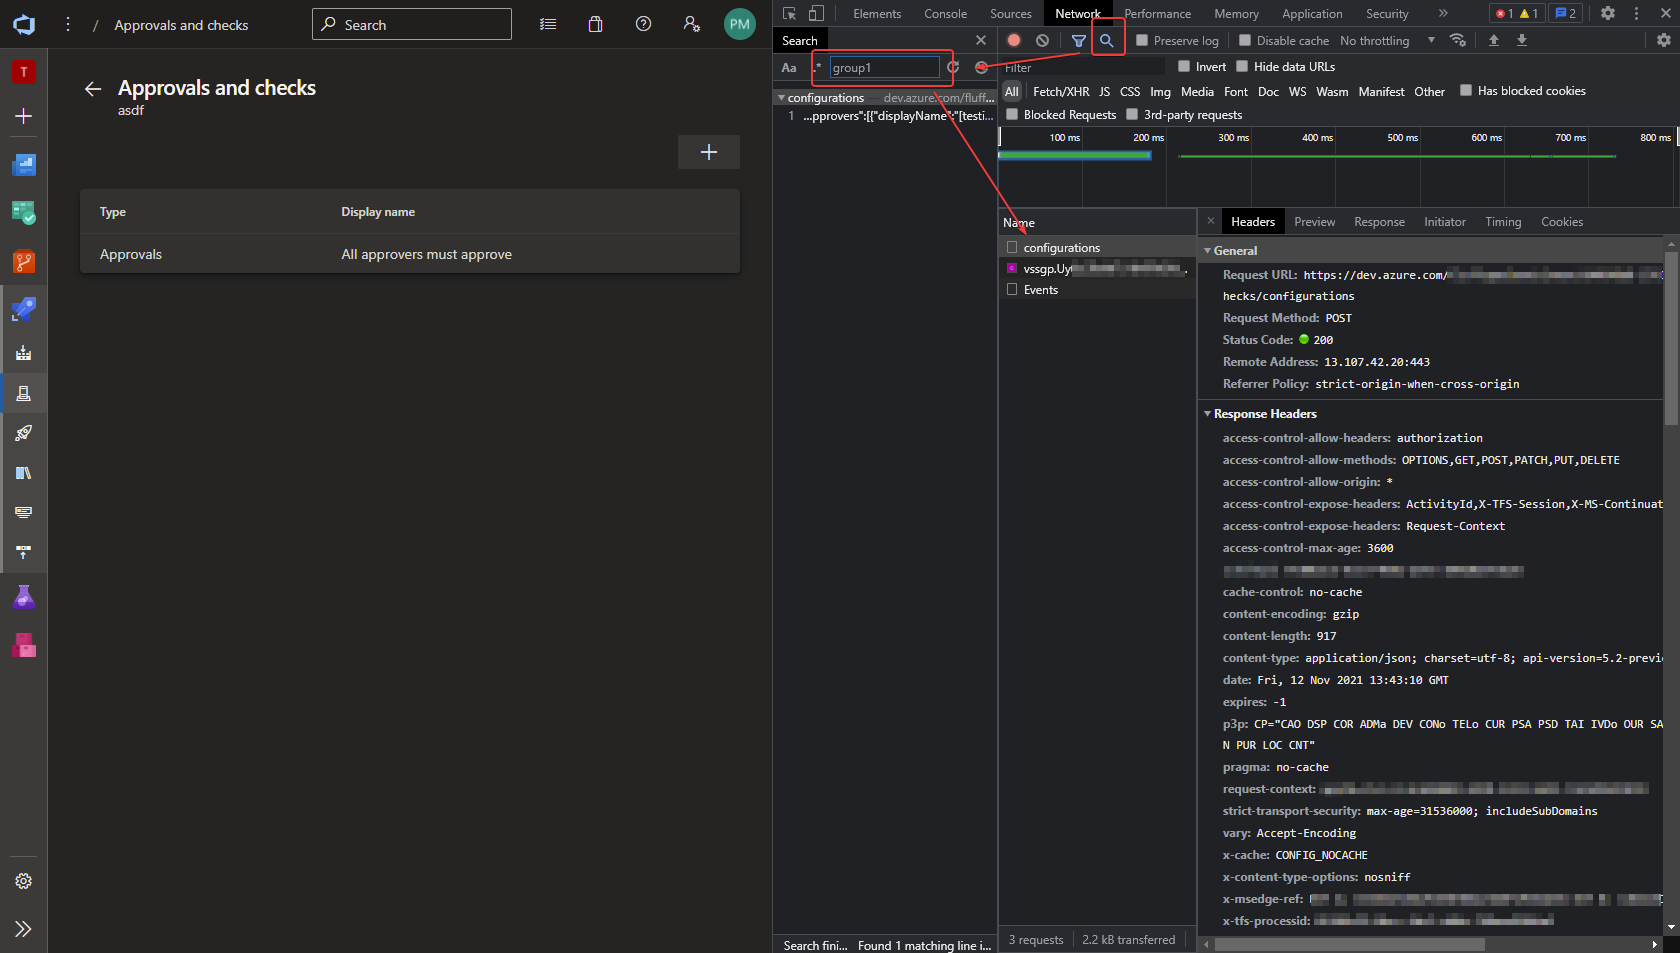 Approvals and checks
Search
PM
T
Approvals and checks
asdf
Type
Display name
Approvals
All approvers must approve
Elements
Console
Sources
Network
Performance
Memory
Application
Security
1
1
2
Search
Aa
.*
group1
configurations
dev.azure.com/fluff...
1 ...pprovers":[{"displayName":"[testi...
Search fini...
Found 1 matching line i...
Preserve log
Disable cache
No throttling
Filter
Invert
Hide data URLs
All
Fetch/XHR
JS
CSS
Img
Media
Font
Doc
WS
Wasm
Manifest
Other
Has blocked cookies
Blocked Requests
3rd-party requests
100 ms
200 ms
300 ms
400 ms
500 ms
600 ms
700 ms
800 ms
Name
configurations
vssgp.Uy
Events
3 requests
2.2 kB transferred
Headers
Preview
Response
Initiator
Timing
Cookies
General
Request URL: https://dev.azure.com/
hecks/configurations
Request Method: POST
Status Code: 200
Remote Address: 13.107.42.20:443
Referrer Policy: strict-origin-when-cross-origin
Response Headers
access-control-allow-headers: authorization
access-control-allow-methods: OPTIONS,GET,POST,PATCH,PUT,DELETE
access-control-allow-origin: *
access-control-expose-headers: ActivityId,X-TFS-Session,X-MS-Continuat
access-control-expose-headers: Request-Context
access-control-max-age: 3600
cache-control: no-cache
content-encoding: gzip
content-length: 917
content-type: application/json; charset=utf-8; api-version=5.2-previ
date: Fri, 12 Nov 2021 13:43:10 GMT
expires: -1
p3p: CP="CAO DSP COR ADMa DEV CONo TELo CUR PSA PSD TAI IVDo OUR SA
N PUR LOC CNT"
pragma: no-cache
request-context:
strict-transport-security: max-age=31536000; includeSubDomains
vary: Accept-Encoding
x-cache: CONFIG_NOCACHE
x-content-type-options: nosniff
x-msedge-ref:
x-tfs-processid: